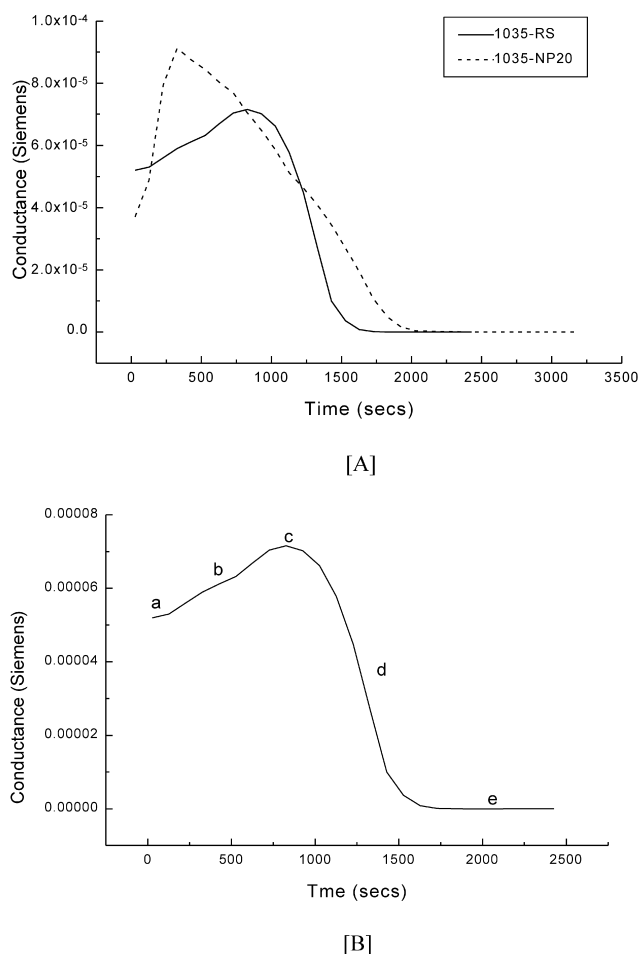 1.0x10⁻⁴
8.0x10⁻⁵
6.0x10⁻⁵
4.0x10⁻⁵
2.0x10⁻⁵
0.0
Conductance (Siemens)
1035-RS
1035-NP20
0 500 1000 1500 2000 2500 3000 3500
Time (secs)
[A]
0.00008
0.00006
0.00004
0.00002
0.00000
Conductance (Siemens)
a
b
c
d
e
0 500 1000 1500 2000 2500
Tme (secs)
[B]